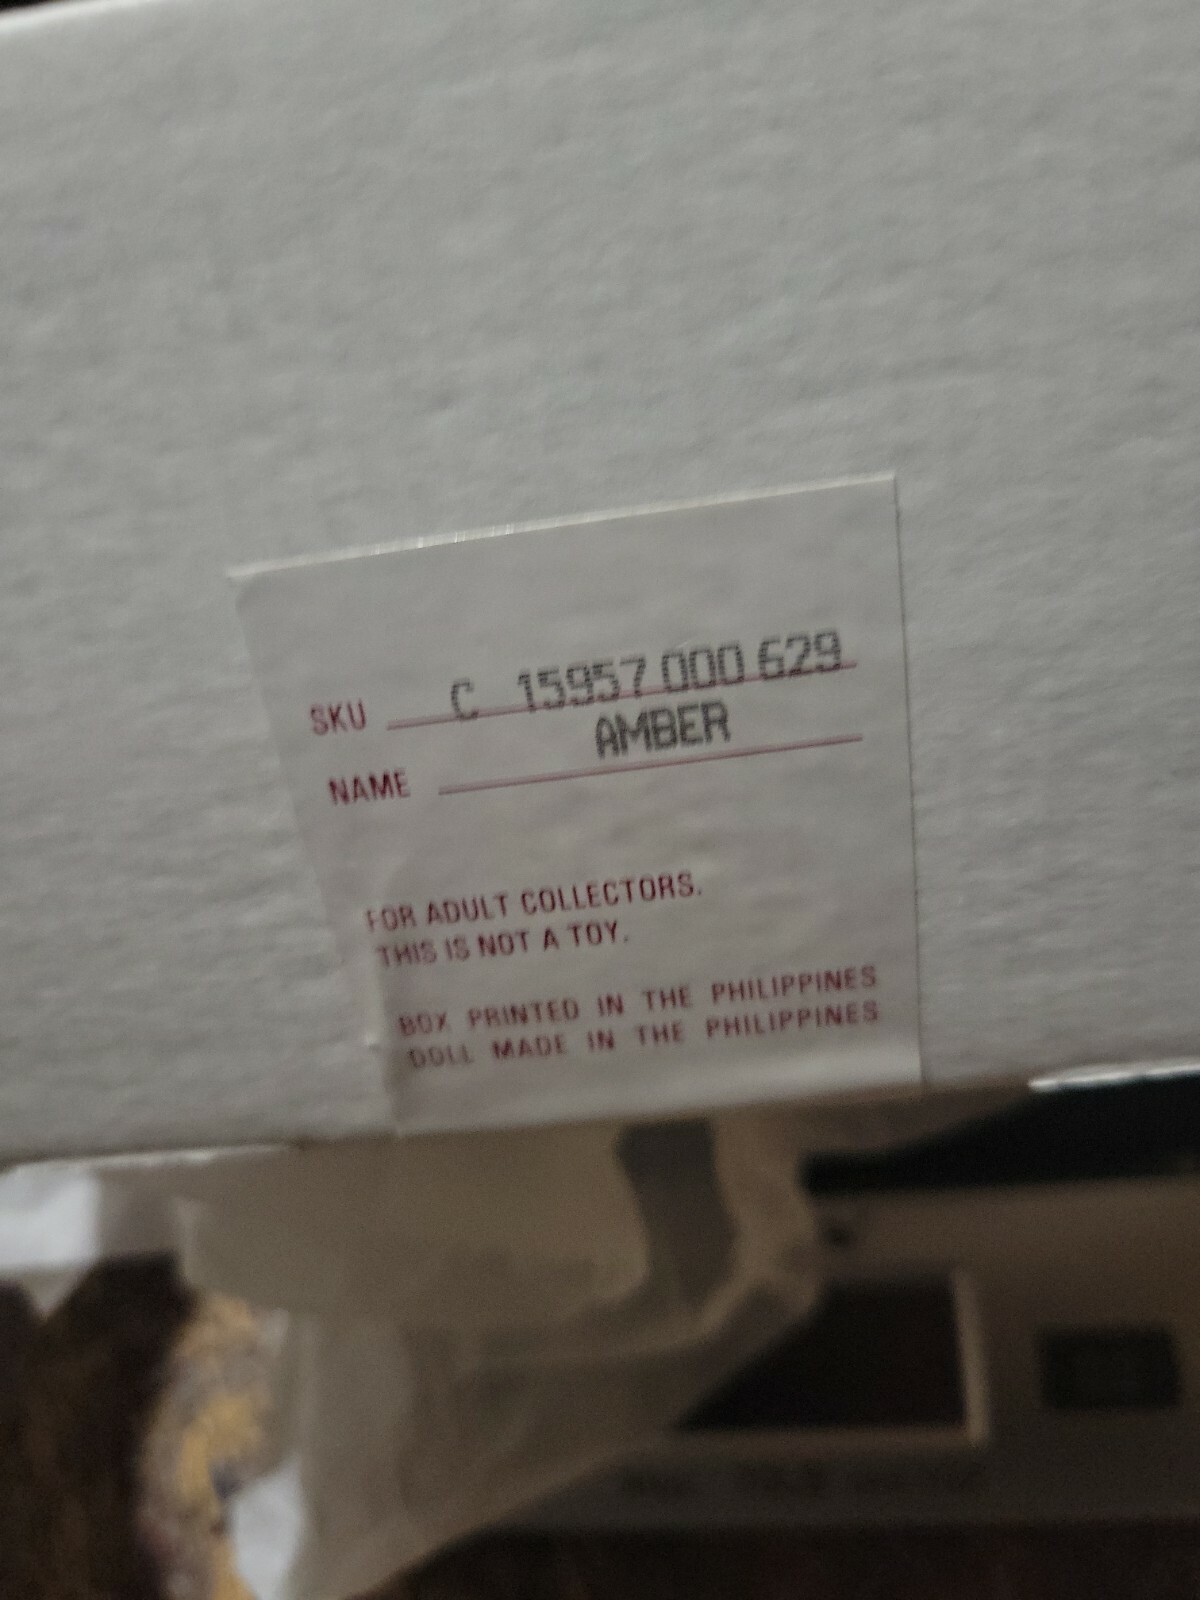 SKU C 15957 000 629
NAME AMBER
FOR ADULT COLLECTORS.
THIS IS NOT A TOY.
BOX PRINTED IN THE PHILIPPINES
DOLL MADE IN THE PHILIPPINES